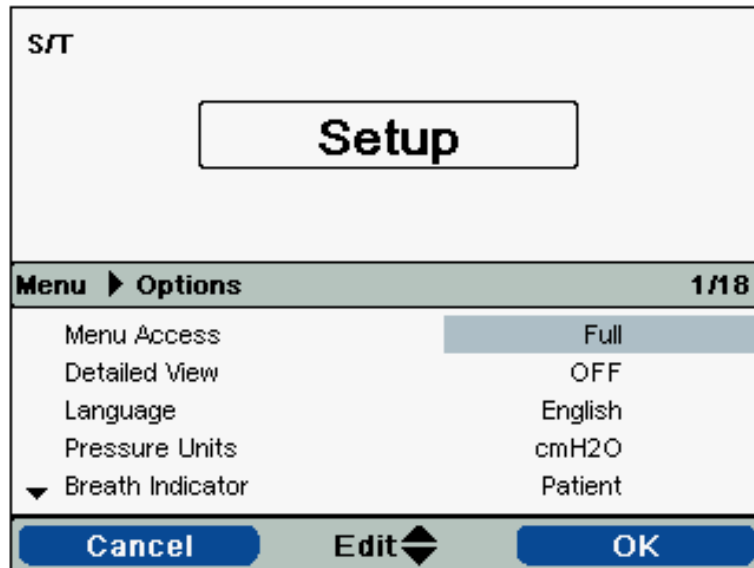 S/T
Setup
Menu Options 1/18
Menu Access Full
Detailed View OFF
Language English
Pressure Units cmH2O
Breath Indicator Patient
Cancel Edit OK